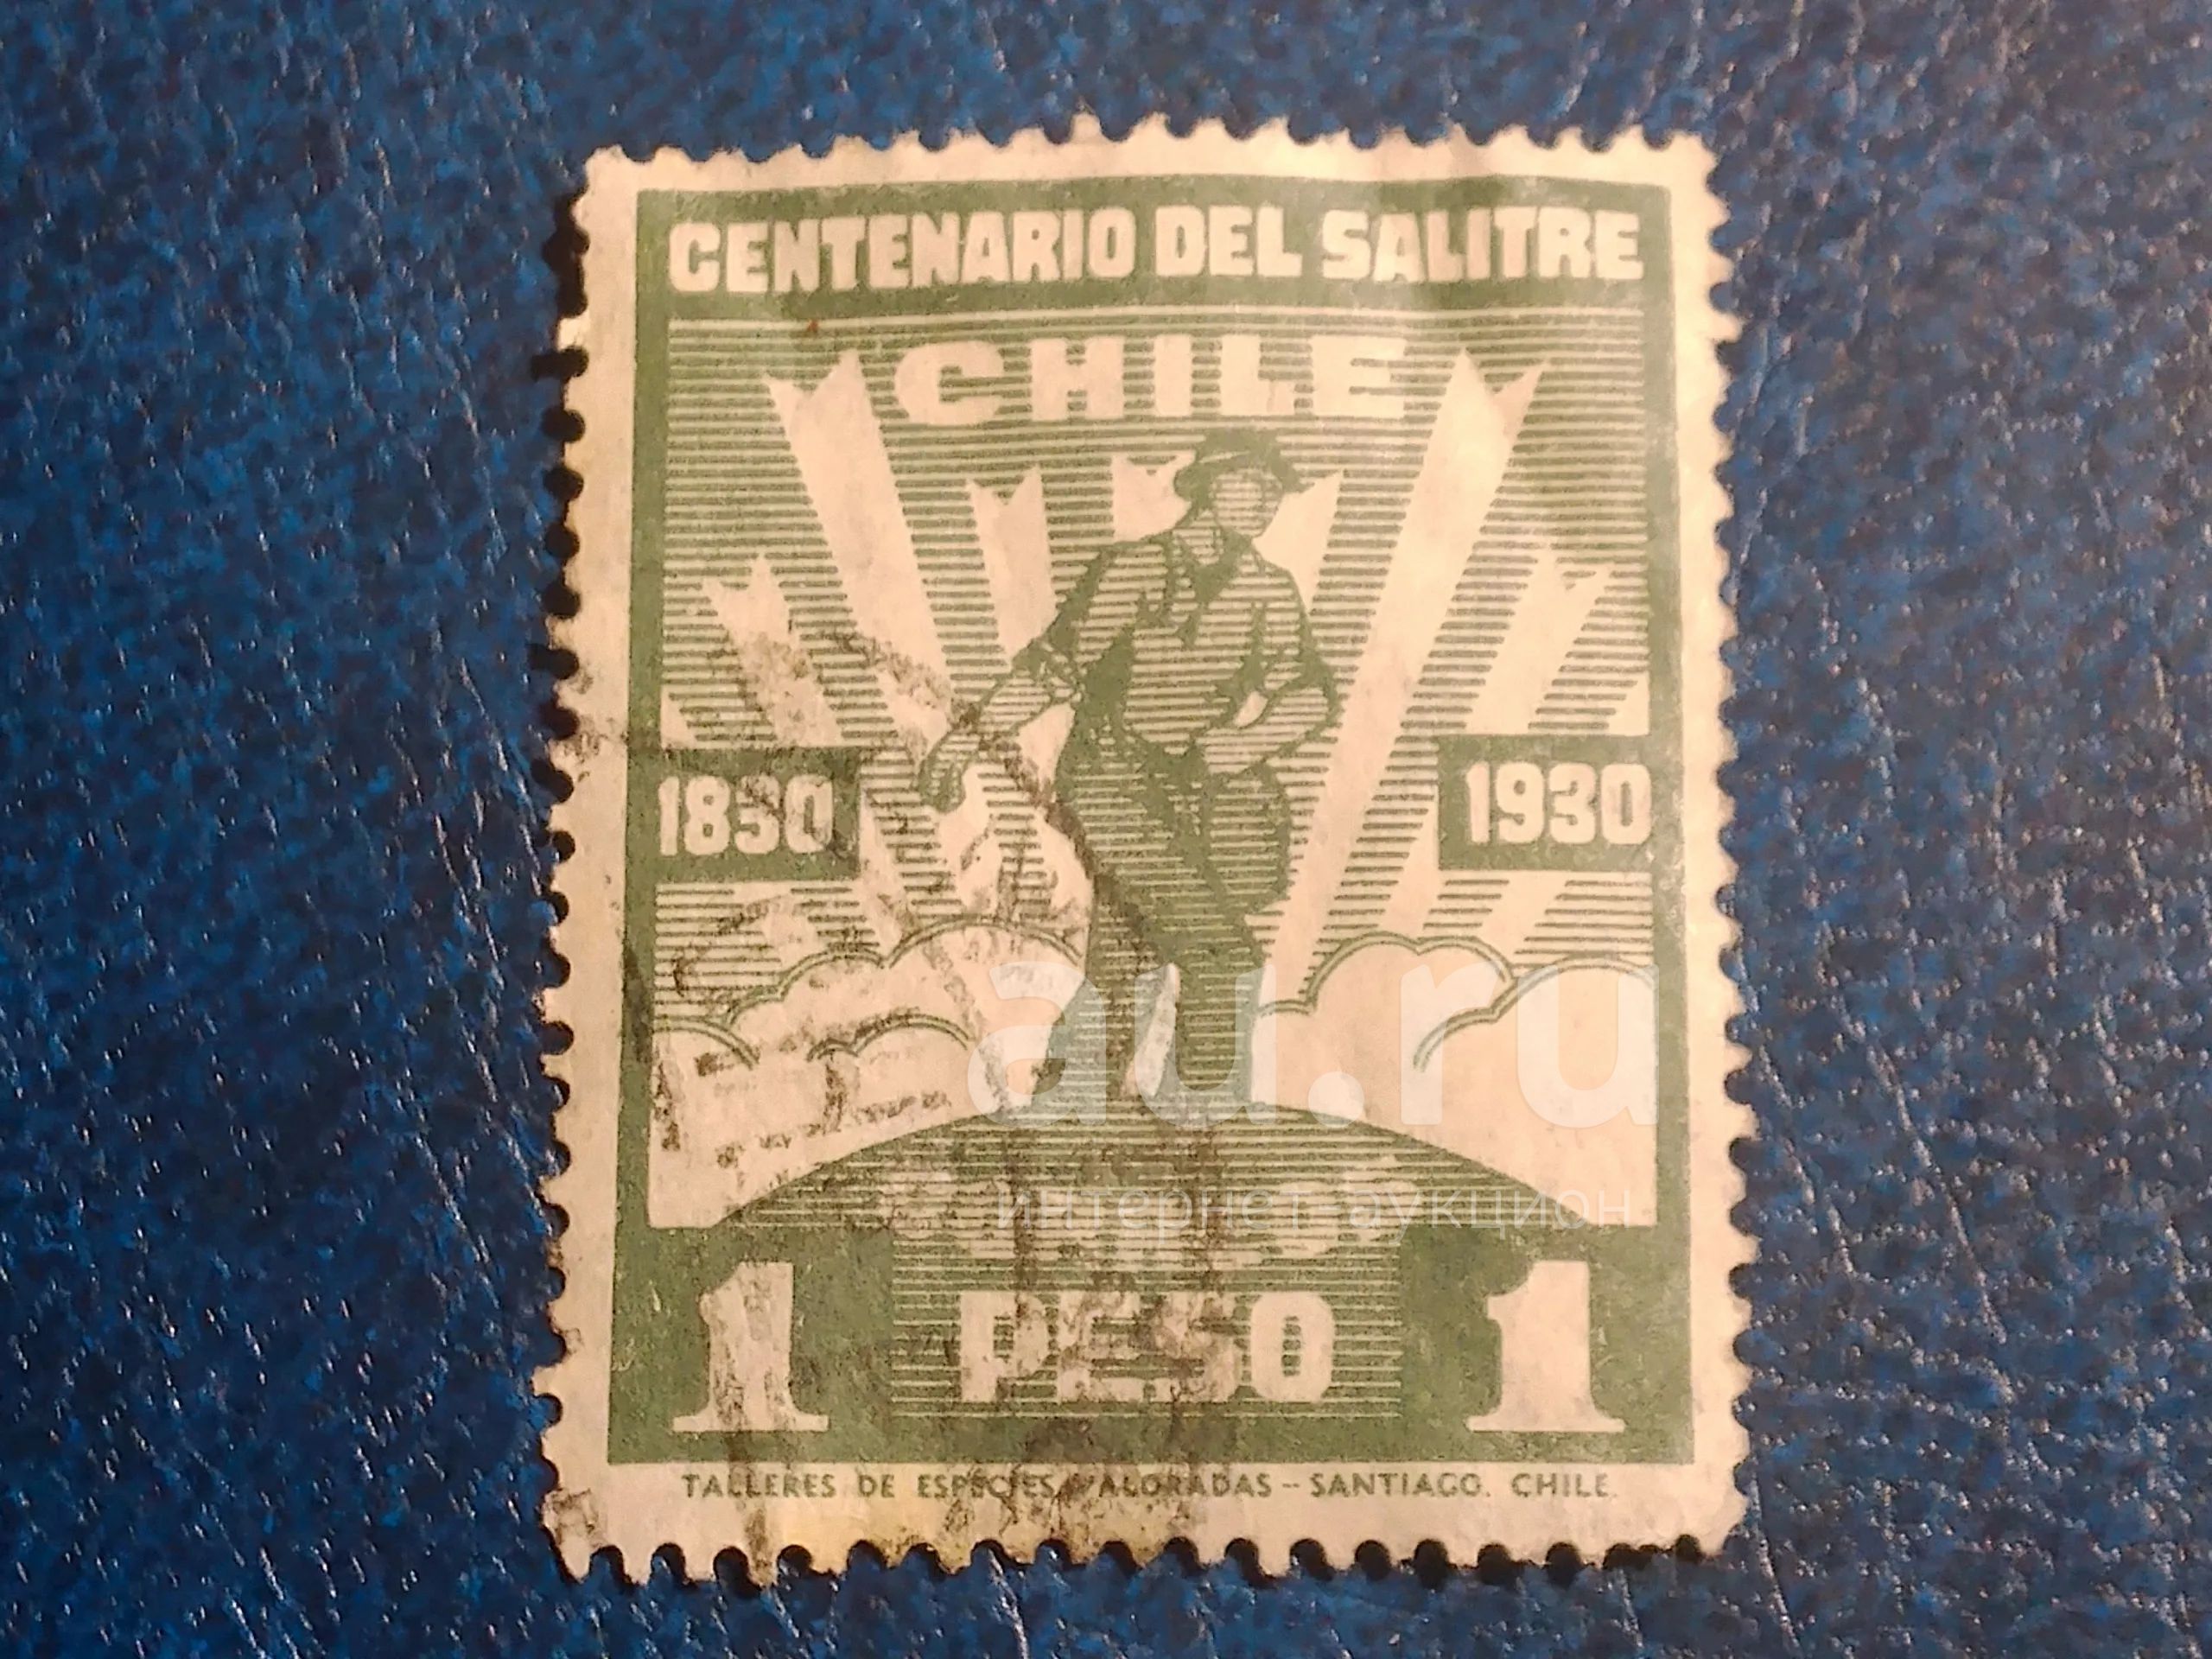 CENTENARIO DEL SALITRE
CHILE
1830 1930
au.ru
интернет-аукцион
1 PESO 1
TALLERES DE ESPECIES VALORADAS – SANTIAGO. CHILE.